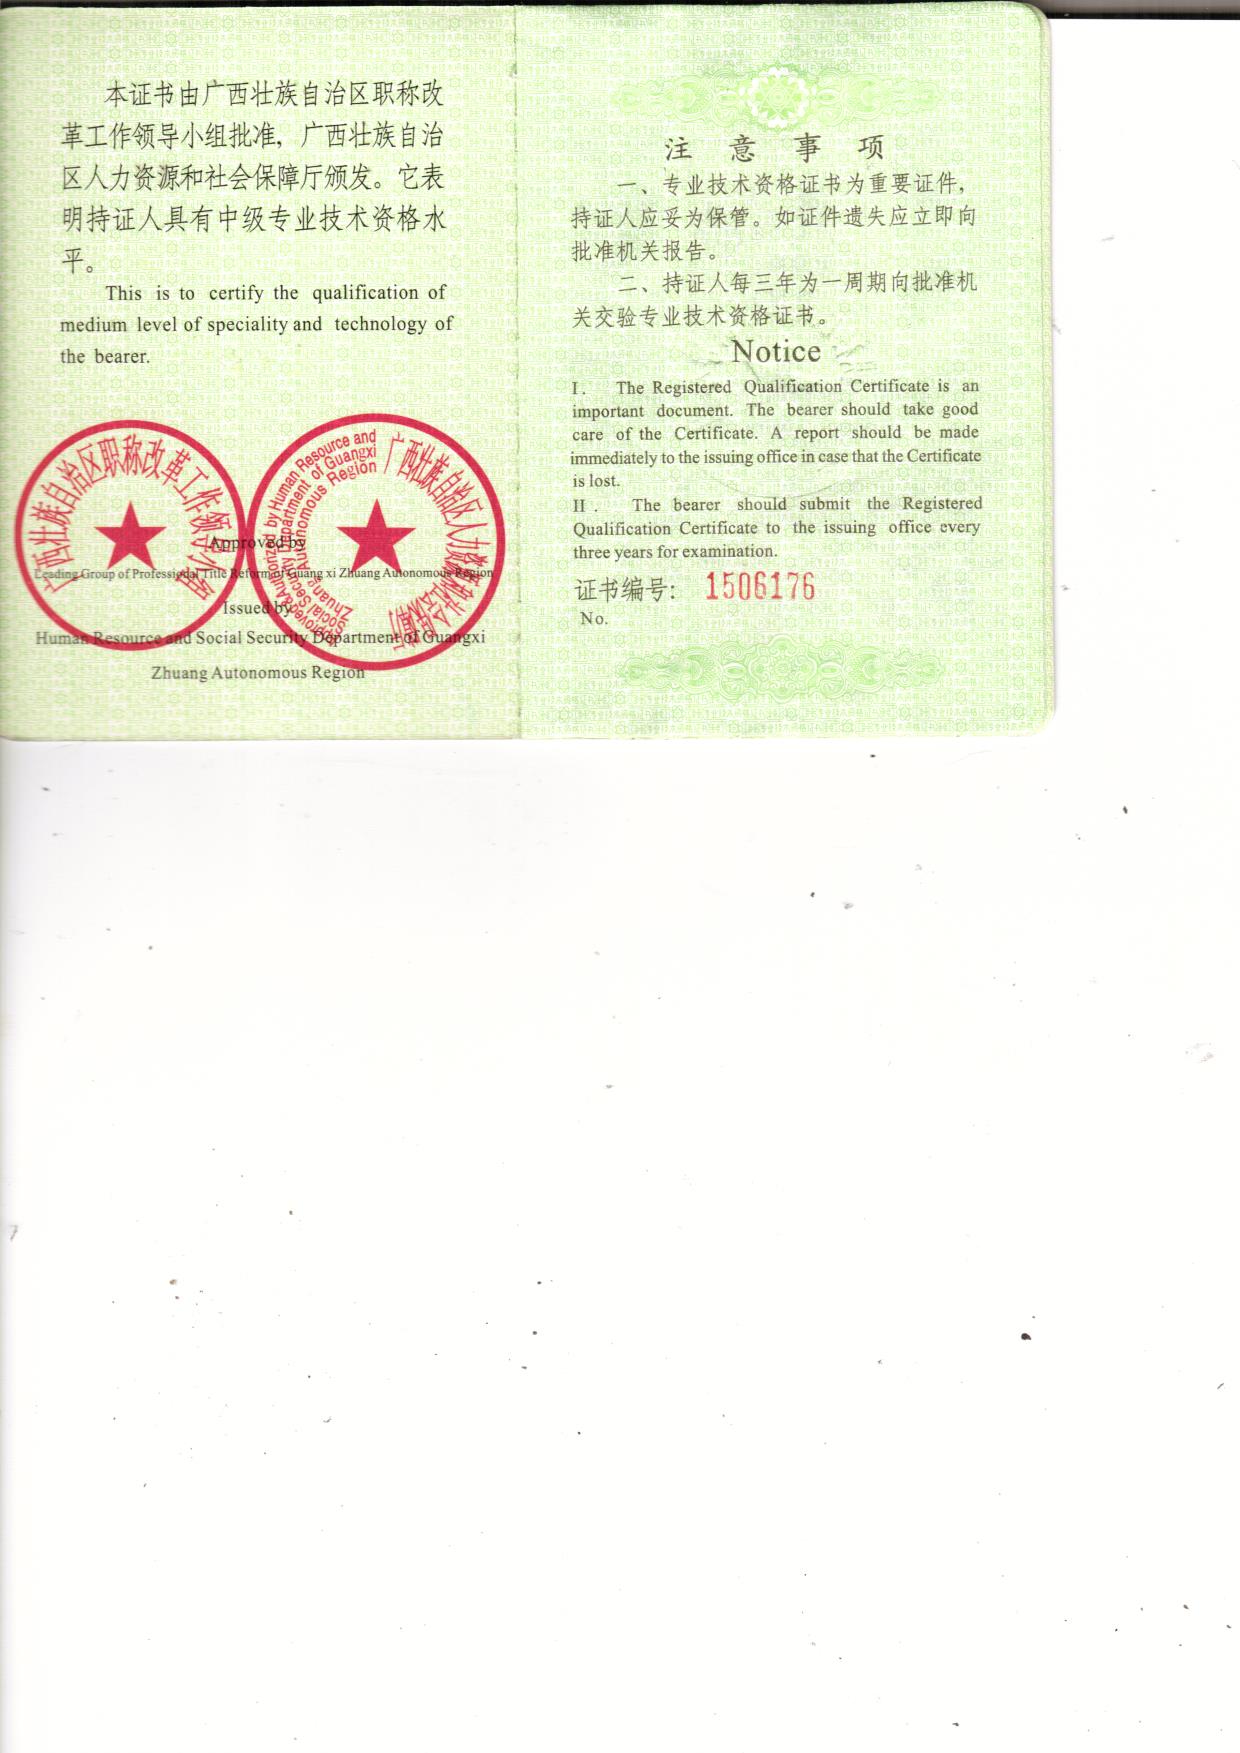 本证书由广西壮族自治区职称改
革工作领导小组批准，广西壮族自治
区人力资源和社会保障厅颁发。它表
明持证人具有中级专业技术资格水
平。
This is to certify the qualification of
medium level of speciality and technology of
the bearer.
广西壮族自治区职称改革工作领导小组
Approved & Authorized by Human Resource and
Social Security Department of Guangxi
Zhuang Autonomous Region
广西壮族自治区人力资源和社会保障厅
Approved by
Leading Group of Professional Title Reform of Guang xi Zhuang Autonomous Region
Issued by
Human Resource and Social Security Department of Guangxi
Zhuang Autonomous Region
注意事项
一、专业技术资格证书为重要证件，
持证人应妥为保管。如证件遗失应立即向
批准机关报告。
二、持证人每三年为一周期向批准机
关交验专业技术资格证书。
Notice
I. The Registered Qualification Certificate is an
important document. The bearer should take good
care of the Certificate. A report should be made
immediately to the issuing office in case that the Certificate
is lost.
II. The bearer should submit the Registered
Qualification Certificate to the issuing office every
three years for examination.
证书编号: 1506176
No.